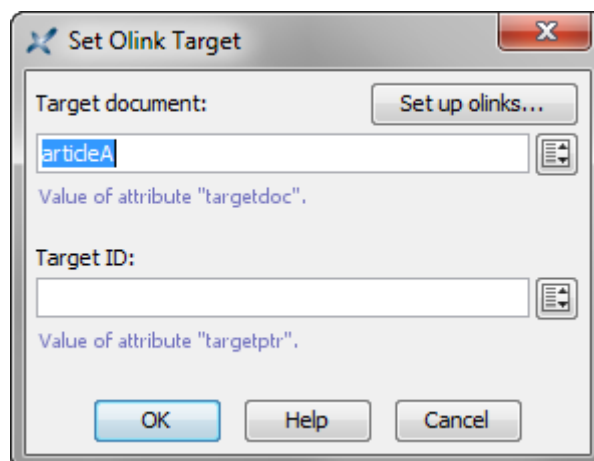 Set Olink Target
Target document:
Set up olinks...
articleA
Value of attribute "targetdoc".
Target ID:
Value of attribute "targetptr".
OK
Help
Cancel